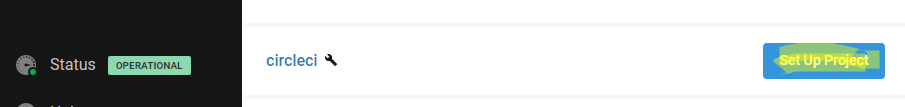 Status OPERATIONAL
circleci
Set Up Project